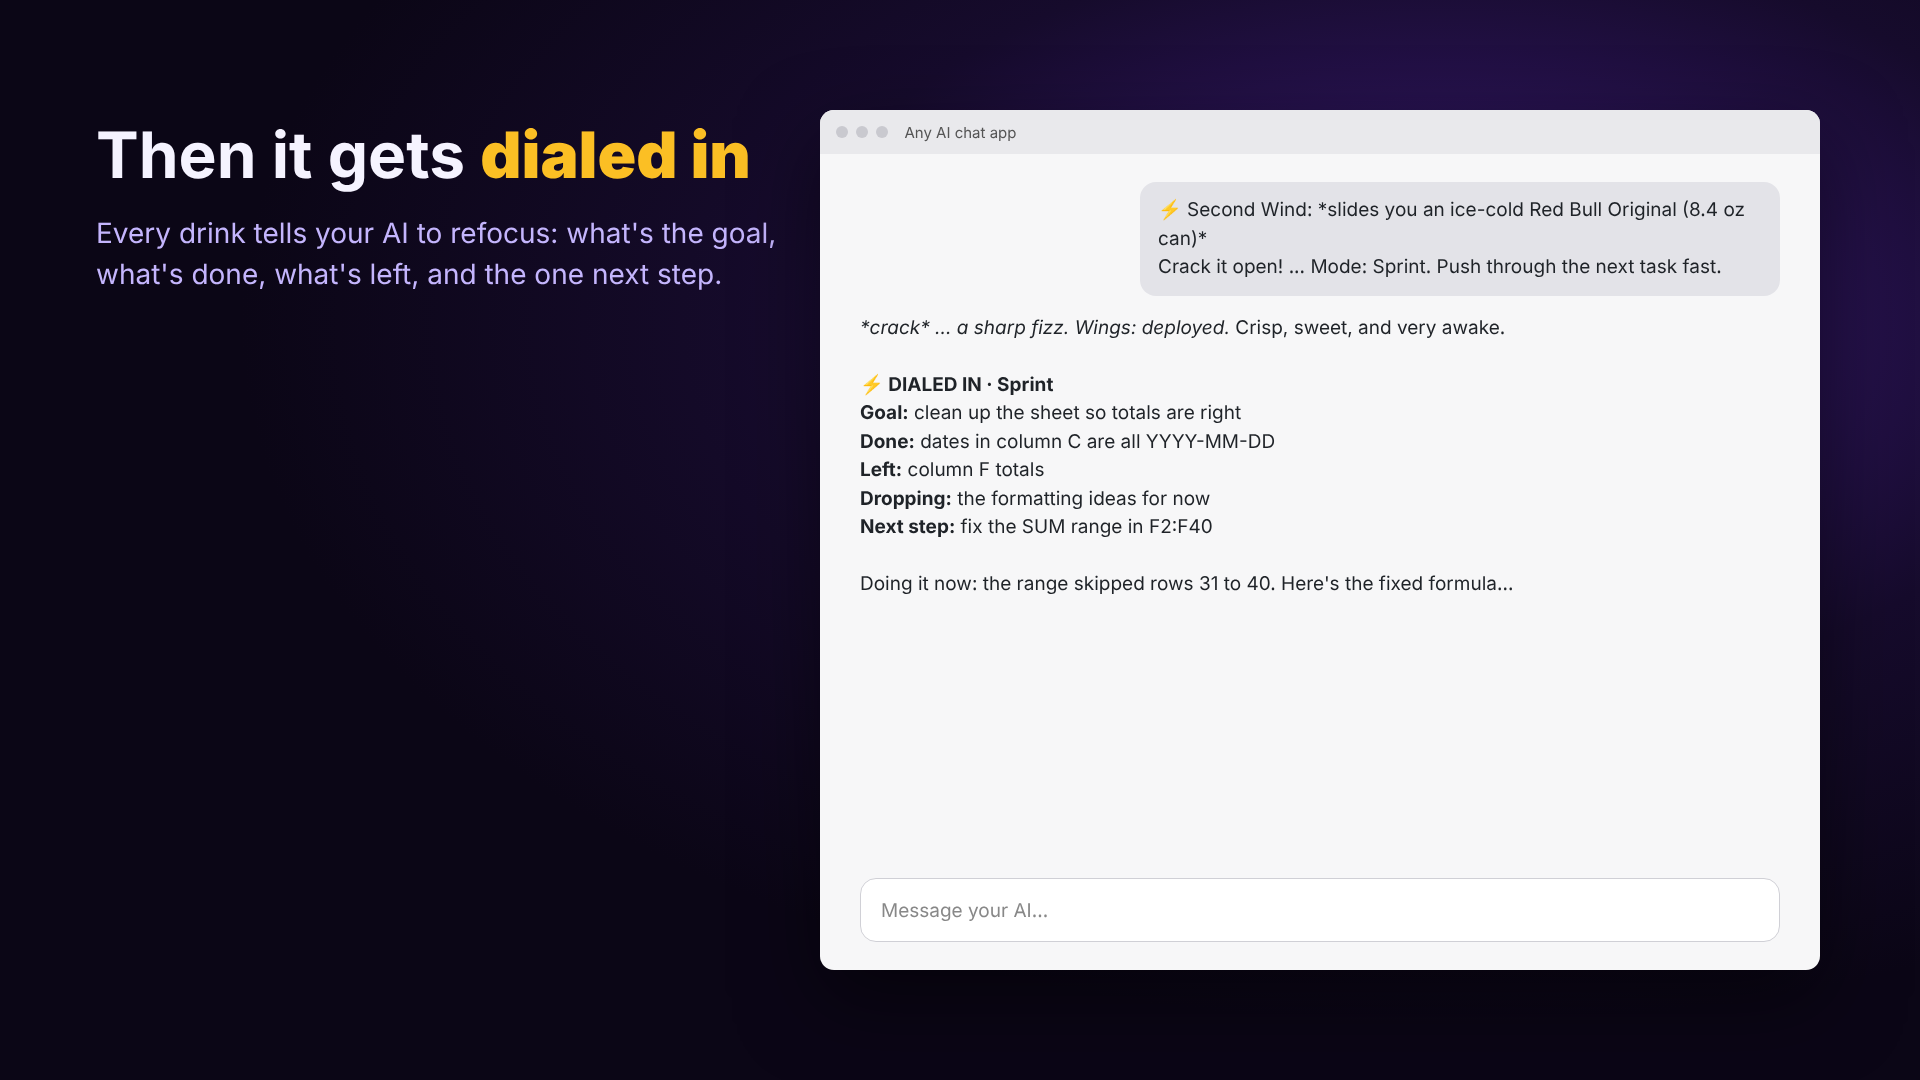 Then it gets dialed in
Every drink tells your AI to refocus: what's the goal,
what's done, what's left, and the one next step.
Any AI chat app
⚡ Second Wind: *slides you an ice-cold Red Bull Original (8.4 oz
can)*
Crack it open! ... Mode: Sprint. Push through the next task fast.
*crack* ... a sharp fizz. Wings: deployed. Crisp, sweet, and very awake.
⚡ DIALED IN · Sprint
Goal: clean up the sheet so totals are right
Done: dates in column C are all YYYY-MM-DD
Left: column F totals
Dropping: the formatting ideas for now
Next step: fix the SUM range in F2:F40
Doing it now: the range skipped rows 31 to 40. Here's the fixed formula...
Message your AI...